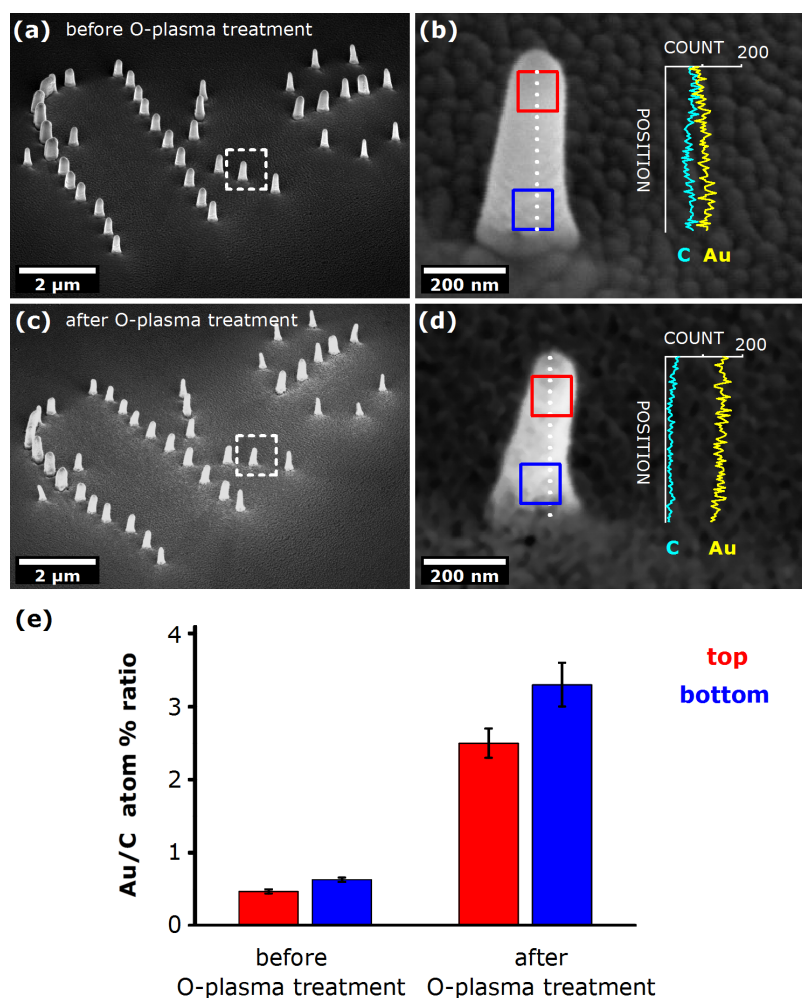 (a) before O-plasma treatment
2 µm
(b)
COUNT
200
POSITION
C Au
200 nm
(c) after O-plasma treatment
2 µm
(d)
COUNT
200
POSITION
C Au
200 nm
(e)
Au/C atom % ratio
4
3
2
1
0
top
bottom
before
O-plasma treatment
after
O-plasma treatment